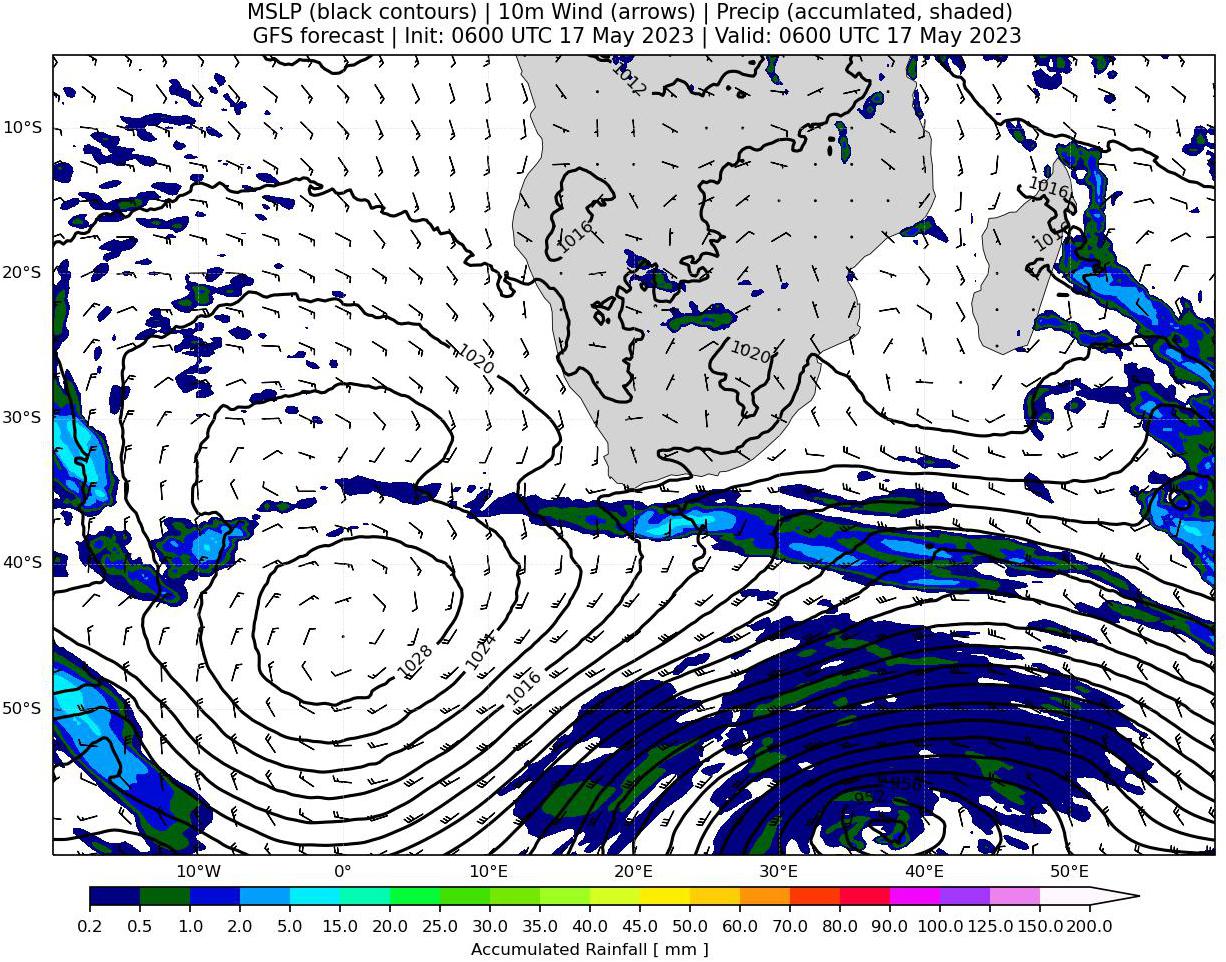 MSLP (black contours) | 10m Wind (arrows) | Precip (accumlated, shaded)
GFS forecast | Init: 0600 UTC 17 May 2023 | Valid: 0600 UTC 17 May 2023
1012
10°S
1016
1016
20°S
1020
1020
30°S
40°S
1028
1024
1016
50°S
956
10°W
0°
10°E
20°E
30°E
40°E
50°E
0.2 0.5 1.0 2.0 5.0 10.0 15.0 20.0 25.0 30.0 35.0 40.0 45.0 50.0 60.0 70.0 80.0 90.0 100.0 125.0 150.0 200.0
Accumulated Rainfall [ mm ]